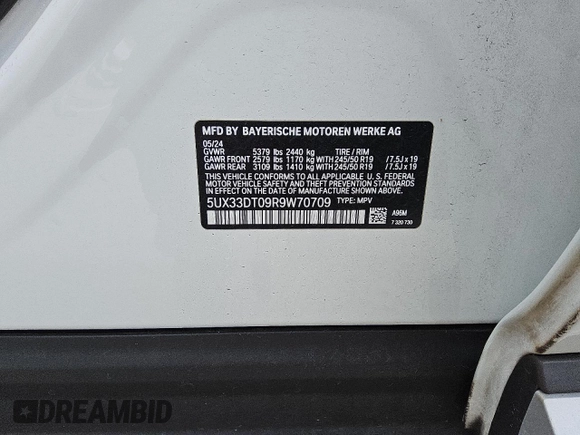 MFD BY BAYERISCHE MOTOREN WERKE AG
05/24
GVWR 5379 lbs 2440 kg TIRE / RIM
GAWR FRONT 2579 lbs 1170 kg WITH 245/50 R19 /7.5J x 19
GAWR REAR 3109 lbs 1410 kg WITH 245/50 R19 /7.5J x 19
THIS VEHICLE CONFORMS TO ALL APPLICABLE U. S. FEDERAL
MOTOR VEHICLE SAFETY STANDARDS IN EFFECT ON THE
DATE OF MANUFACTURE SHOWN ABOVE.
5UX33DT09R9W70709 TYPE: MPV
A96M
7 320 730
DREAMBID